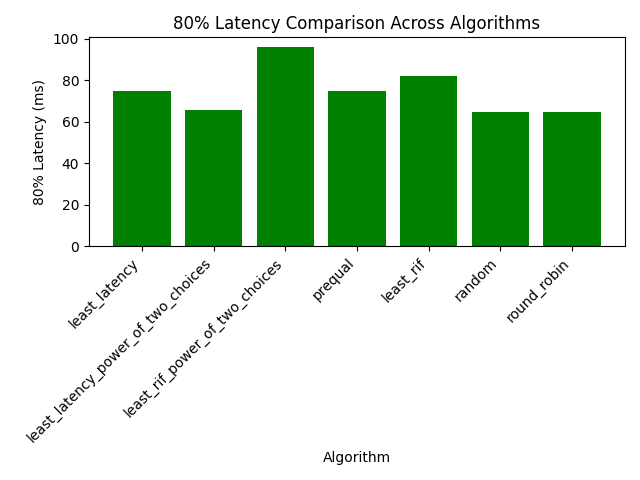 80% Latency Comparison Across Algorithms
80% Latency (ms)
100
80
60
40
20
0
least_latency
least_latency_power_of_two_choices
least_rif_power_of_two_choices
prequal
least_rif
random
round_robin
Algorithm